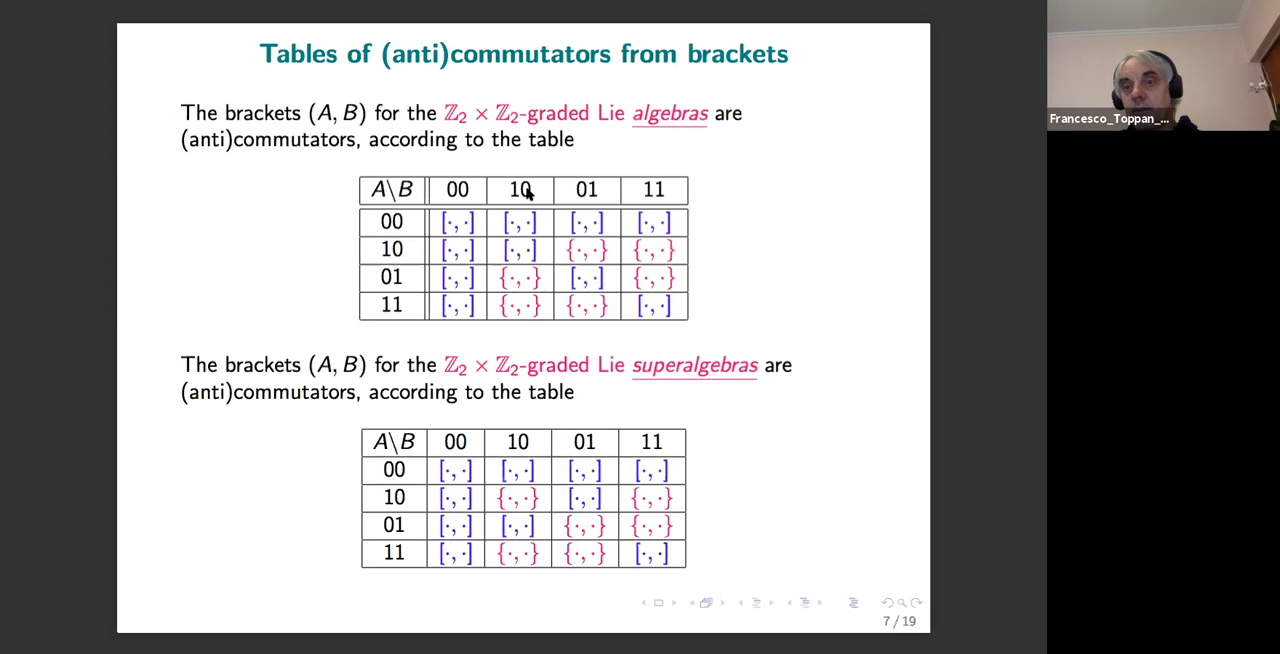 Tables of (anti)commutators from brackets
The brackets (A, B) for the ℤ₂ × ℤ₂-graded Lie algebras are
(anti)commutators, according to the table
A\B 00 10 01 11
00 [·, ·] [·, ·] [·, ·] [·, ·]
10 [·, ·] [·, ·] {·, ·} {·, ·}
01 [·, ·] {·, ·} [·, ·] {·, ·}
11 [·, ·] {·, ·} {·, ·} [·, ·]
The brackets (A, B) for the ℤ₂ × ℤ₂-graded Lie superalgebras are
(anti)commutators, according to the table
A\B 00 10 01 11
00 [·, ·] [·, ·] [·, ·] [·, ·]
10 [·, ·] {·, ·} [·, ·] {·, ·}
01 [·, ·] [·, ·] {·, ·} {·, ·}
11 [·, ·] {·, ·} {·, ·} [·, ·]
7 / 19
Francesco_Toppan_...